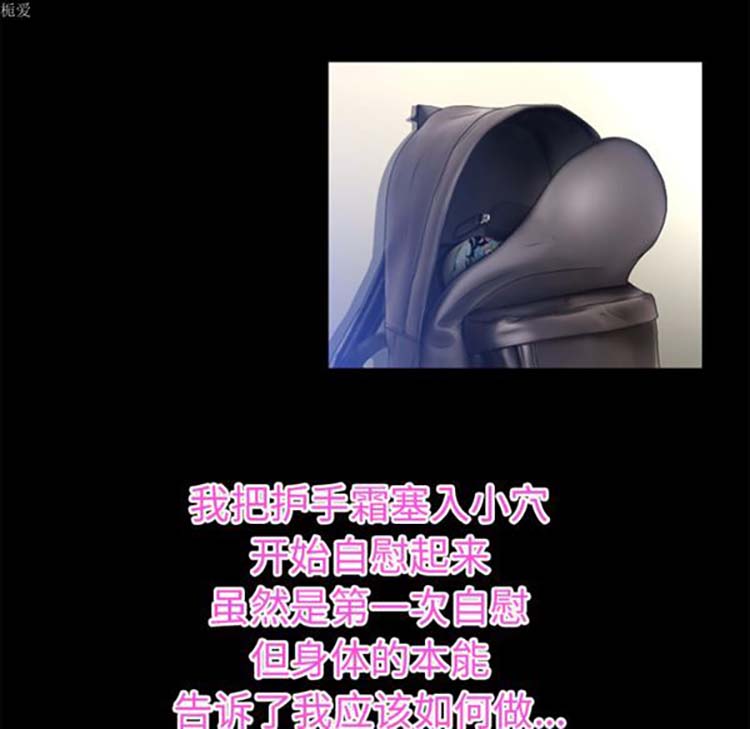 栀爱
我把护手霜塞入小穴
开始自慰起来
虽然是第一次自慰
但身体的本能
告诉了我应该如何做...